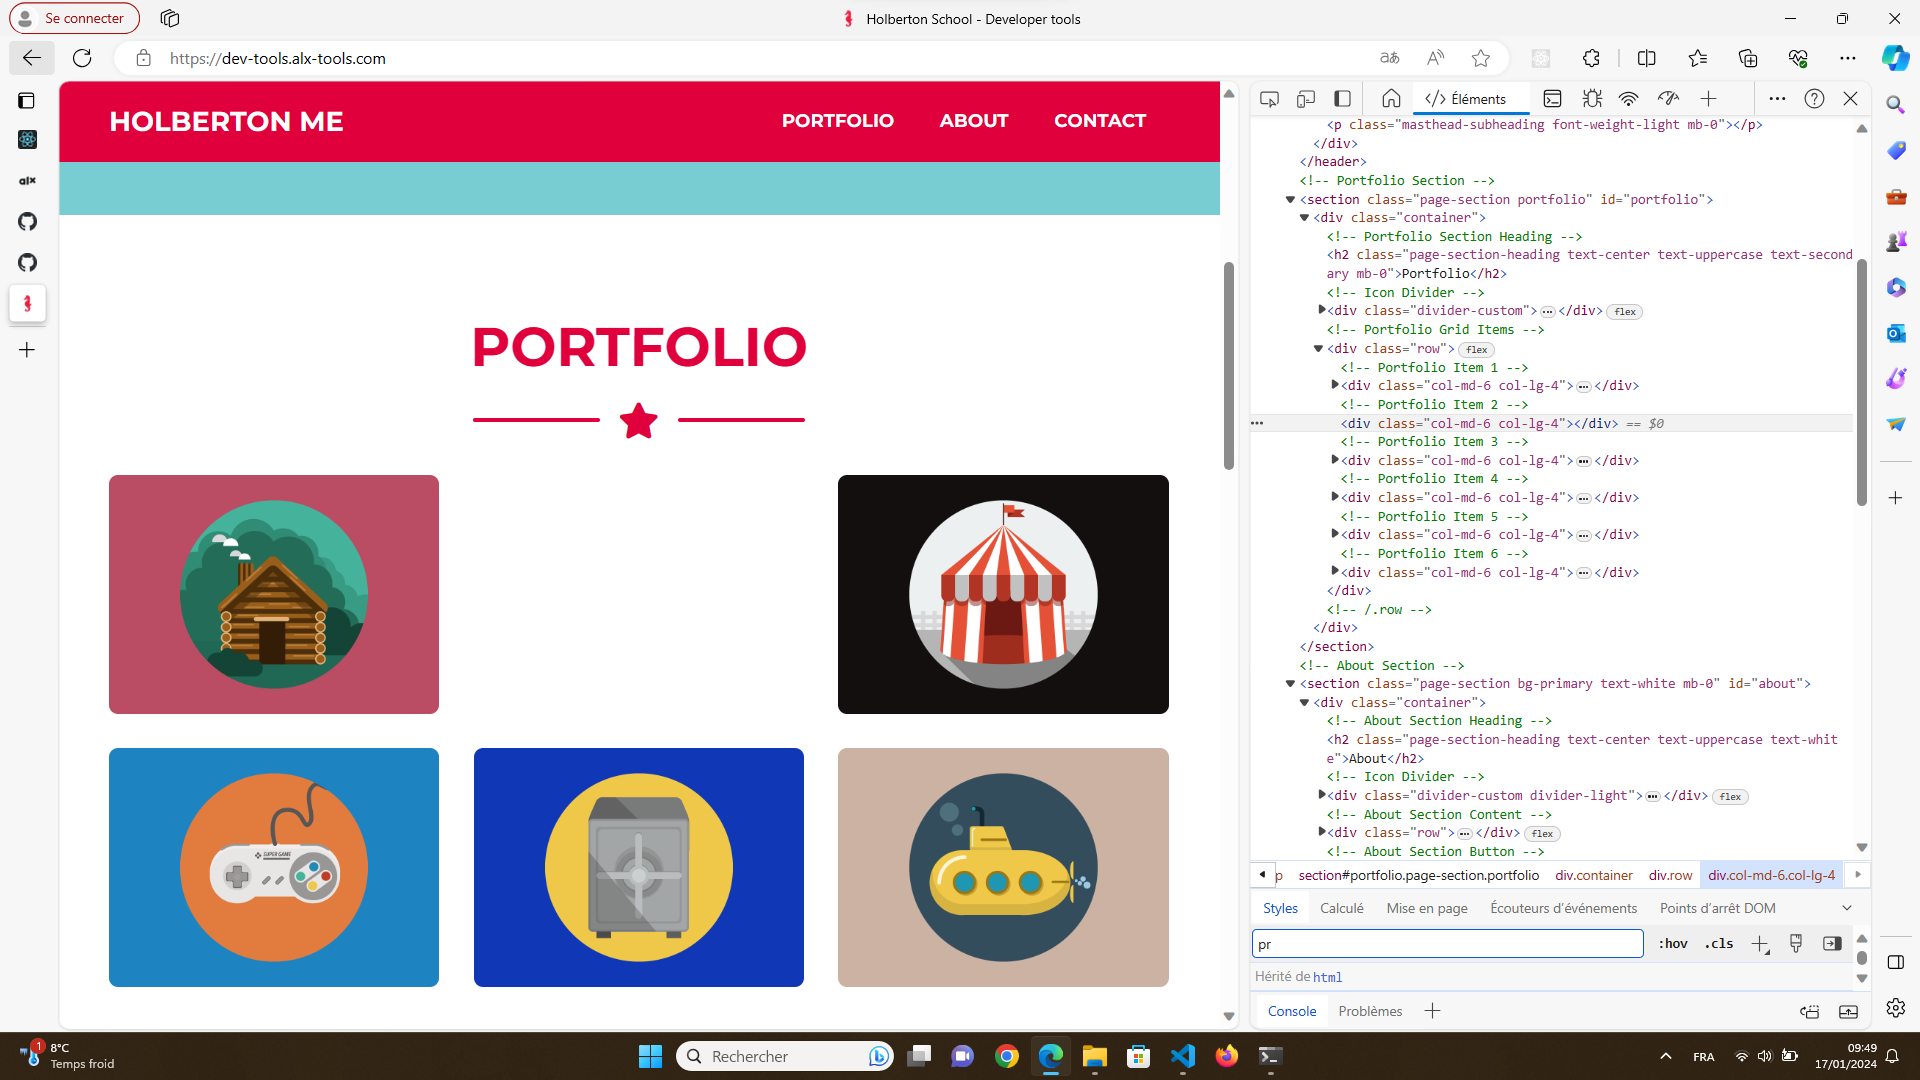 Se connecter
Holberton School - Developer tools
https://dev-tools.alx-tools.com
HOLBERTON ME
PORTFOLIO
ABOUT
CONTACT
PORTFOLIO
SUPER GAME
Éléments
<p class="masthead-subheading font-weight-light mb-0"></p>
</div>
</header>
<!-- Portfolio Section -->
<section class="page-section portfolio" id="portfolio">
<div class="container">
<!-- Portfolio Section Heading -->
<h2 class="page-section-heading text-center text-uppercase text-second
ary mb-0">Portfolio</h2>
<!-- Icon Divider -->
<div class="divider-custom"> ⋯ </div> flex
<!-- Portfolio Grid Items -->
<div class="row"> flex
<!-- Portfolio Item 1 -->
<div class="col-md-6 col-lg-4"> ⋯ </div>
<!-- Portfolio Item 2 -->
<div class="col-md-6 col-lg-4"></div> == $0
<!-- Portfolio Item 3 -->
<div class="col-md-6 col-lg-4"> ⋯ </div>
<!-- Portfolio Item 4 -->
<div class="col-md-6 col-lg-4"> ⋯ </div>
<!-- Portfolio Item 5 -->
<div class="col-md-6 col-lg-4"> ⋯ </div>
<!-- Portfolio Item 6 -->
<div class="col-md-6 col-lg-4"> ⋯ </div>
</div>
<!-- /.row -->
</div>
</section>
<!-- About Section -->
<section class="page-section bg-primary text-white mb-0" id="about">
<div class="container">
<!-- About Section Heading -->
<h2 class="page-section-heading text-center text-uppercase text-whit
e">About</h2>
<!-- Icon Divider -->
<div class="divider-custom divider-light"> ⋯ </div> flex
<!-- About Section Content -->
<div class="row"> ⋯ </div> flex
<!-- About Section Button -->
p section#portfolio.page-section.portfolio div.container div.row div.col-md-6.col-lg-4
Styles Calculé Mise en page Écouteurs d'événements Points d'arrêt DOM
pr
:hov .cls
Hérité de html
Console Problèmes
1
8°C
Temps froid
Rechercher
FRA
09:49
17/01/2024
alx